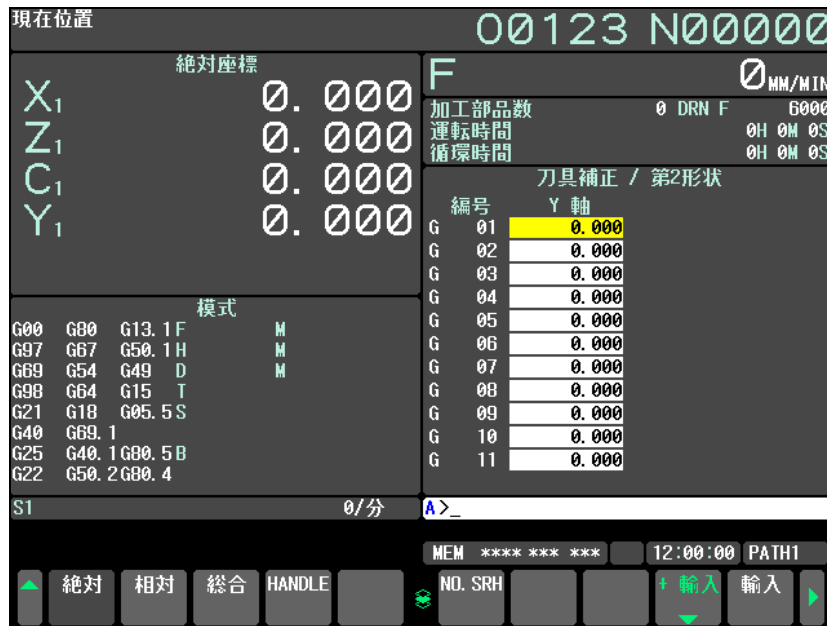 現在位置
O0123 N00000
絶対座標
X1 0.000
Z1 0.000
C1 0.000
Y1 0.000
F 0 MM/MIN
加工部品数 0 DRN F 6000
運転時間 0H 0M 0S
循環時間 0H 0M 0S
刀具補正 / 第2形状
編号 Y 軸
G 01 0.000
G 02 0.000
G 03 0.000
G 04 0.000
G 05 0.000
G 06 0.000
G 07 0.000
G 08 0.000
G 09 0.000
G 10 0.000
G 11 0.000
模式
G00 G80 G13.1 F M
G97 G67 G50.1 H M
G69 G54 G49 D M
G98 G64 G15 T
G21 G18 G05.5 S
G40 G69.1
G25 G40.1 G80.5 B
G22 G50.2 G80.4
S1 0/分
A>_
MEM **** *** *** 12:00:00 PATH1
絶対 相対 総合 HANDLE NO.SRH + 輸入 輸入